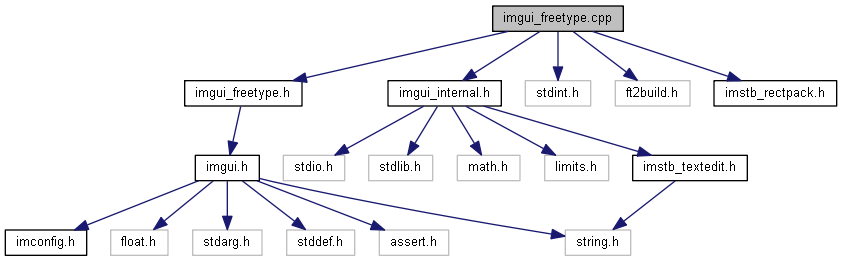 imgui_freetype.cpp
imgui_freetype.h
imgui_internal.h
stdint.h
ft2build.h
imstb_rectpack.h
imgui.h
stdio.h
stdlib.h
math.h
limits.h
imstb_textedit.h
imconfig.h
float.h
stdarg.h
stddef.h
assert.h
string.h